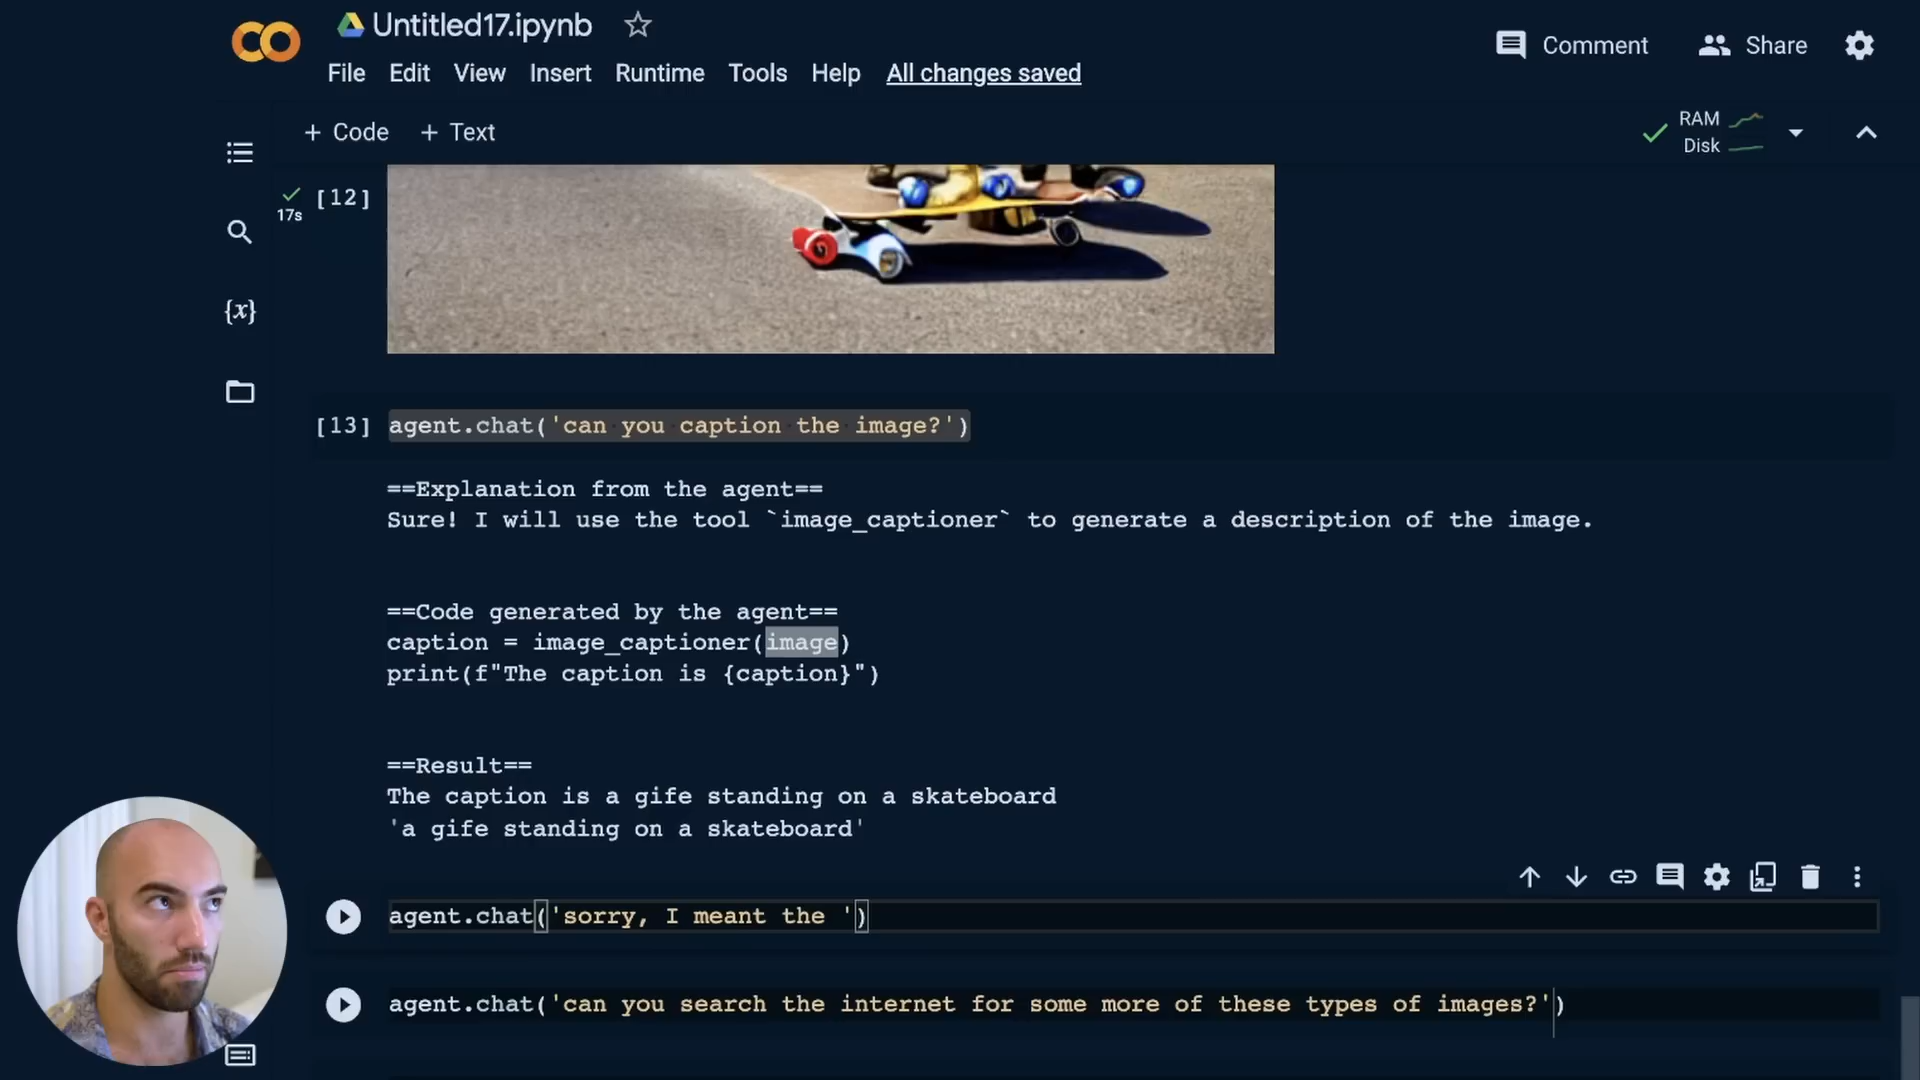 Untitled17.ipynb
Comment
Share
File Edit View Insert Runtime Tools Help All changes saved
+ Code + Text
RAM
Disk
[12]
17s
{x}
[13] agent.chat('can you caption the image?')
==Explanation from the agent==
Sure! I will use the tool `image_captioner` to generate a description of the image.
==Code generated by the agent==
caption = image_captioner(image)
print(f"The caption is {caption}")
==Result==
The caption is a gife standing on a skateboard
'a gife standing on a skateboard'
agent.chat('sorry, I meant the ')
agent.chat('can you search the internet for some more of these types of images?')